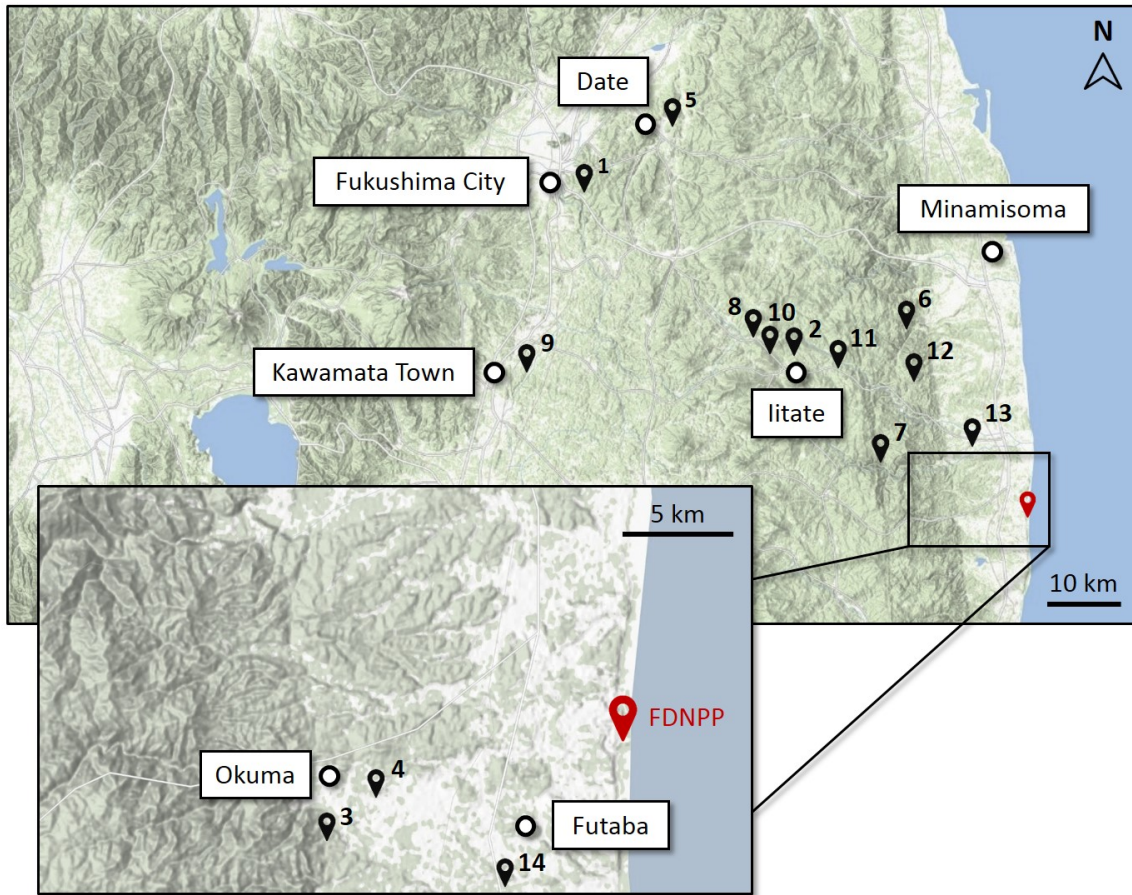 N
Date
5
1
Fukushima City
Minamisoma
6
8
10
2
11
12
9
Kawamata Town
Iitate
13
7
5 km
10 km
FDNPP
Okuma
4
3
Futaba
14